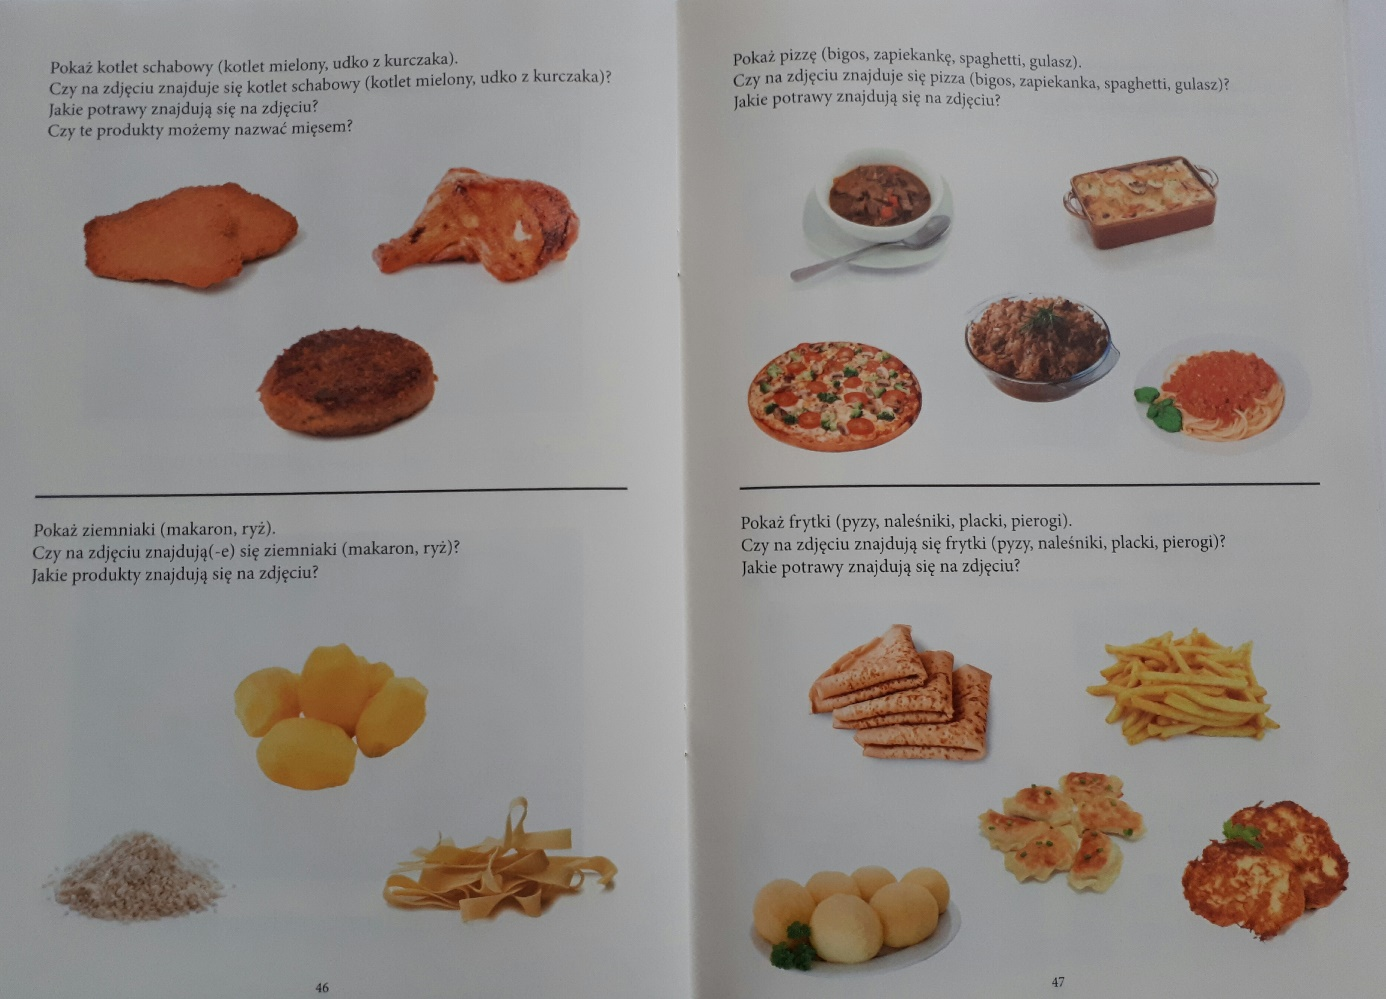 Pokaż kotlet schabowy (kotlet mielony, udko z kurczaka).
Czy na zdjęciu znajduje się kotlet schabowy (kotlet mielony, udko z kurczaka)?
Jakie potrawy znajdują się na zdjęciu?
Czy te produkty możemy nazwać mięsem?
Pokaż ziemniaki (makaron, ryż).
Czy na zdjęciu znajdują(-e) się ziemniaki (makaron, ryż)?
Jakie produkty znajdują się na zdjęciu?
46
Pokaż pizzę (bigos, zapiekankę, spaghetti, gulasz).
Czy na zdjęciu znajduje się pizza (bigos, zapiekanka, spaghetti, gulasz)?
Jakie potrawy znajdują się na zdjęciu?
Pokaż frytki (pyzy, naleśniki, placki, pierogi).
Czy na zdjęciu znajdują się frytki (pyzy, naleśniki, placki, pierogi)?
Jakie potrawy znajdują się na zdjęciu?
47